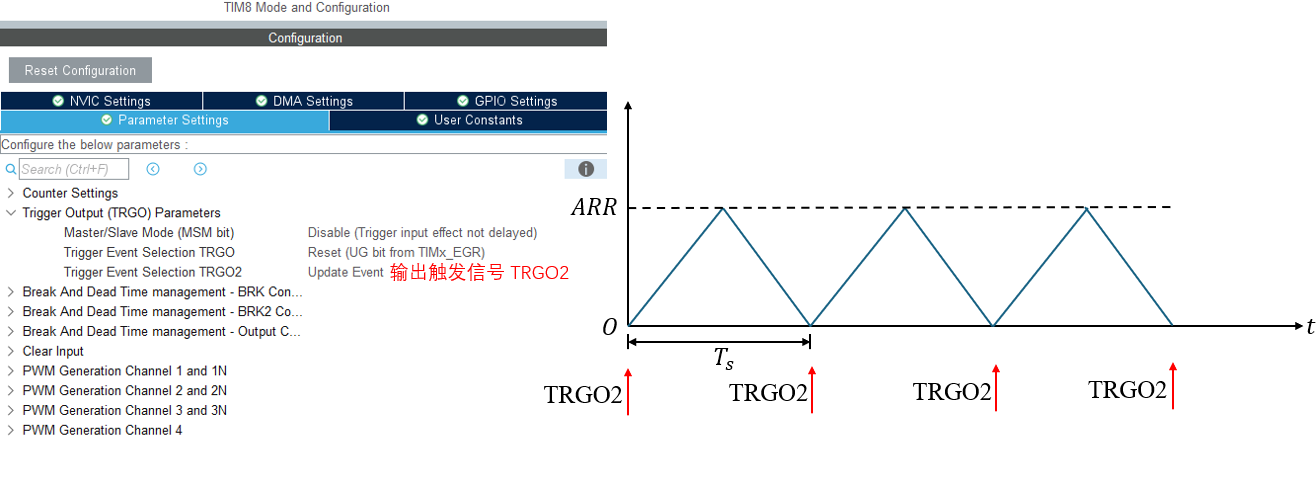 TIM8 Mode and Configuration
Configuration
Reset Configuration
NVIC Settings
DMA Settings
GPIO Settings
Parameter Settings
User Constants
Configure the below parameters :
Search (Ctrl+F)
Counter Settings
Trigger Output (TRGO) Parameters
Master/Slave Mode (MSM bit) Disable (Trigger input effect not delayed)
Trigger Event Selection TRGO Reset (UG bit from TIMx_EGR)
Trigger Event Selection TRGO2 Update Event 输出触发信号 TRGO2
Break And Dead Time management - BRK Con...
Break And Dead Time management - BRK2 Co...
Break And Dead Time management - Output C...
Clear Input
PWM Generation Channel 1 and 1N
PWM Generation Channel 2 and 2N
PWM Generation Channel 3 and 3N
PWM Generation Channel 4
ARR
O
t
Ts
TRGO2
TRGO2
TRGO2
TRGO2